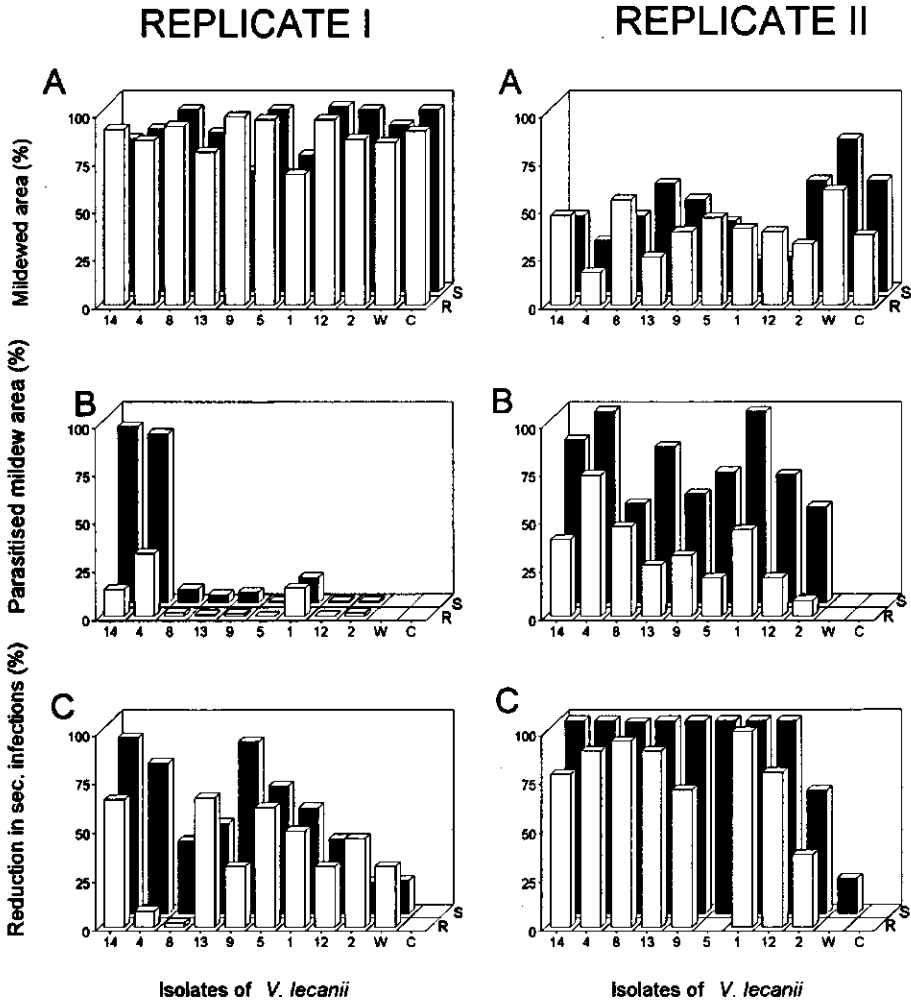 REPLICATE I
REPLICATE II
A
Mildewed area (%)
100
75
50
25
0
14 4 8 13 9 5 1 12 2 W C
S
R
A
100
75
50
25
0
14 4 8 13 9 5 1 12 2 W C
S
R
B
Parasitised mildew area (%)
100
75
50
25
0
14 4 8 13 9 5 1 12 2 W C
S
R
B
100
75
50
25
0
14 4 8 13 9 5 1 12 2 W C
S
R
C
Reduction in sec. infections (%)
100
75
50
25
0
14 4 8 13 9 5 1 12 2 W C
S
R
C
100
75
50
25
0
14 4 8 13 9 5 1 12 2 W C
S
R
Isolates of V. lecanii
Isolates of V. lecanii